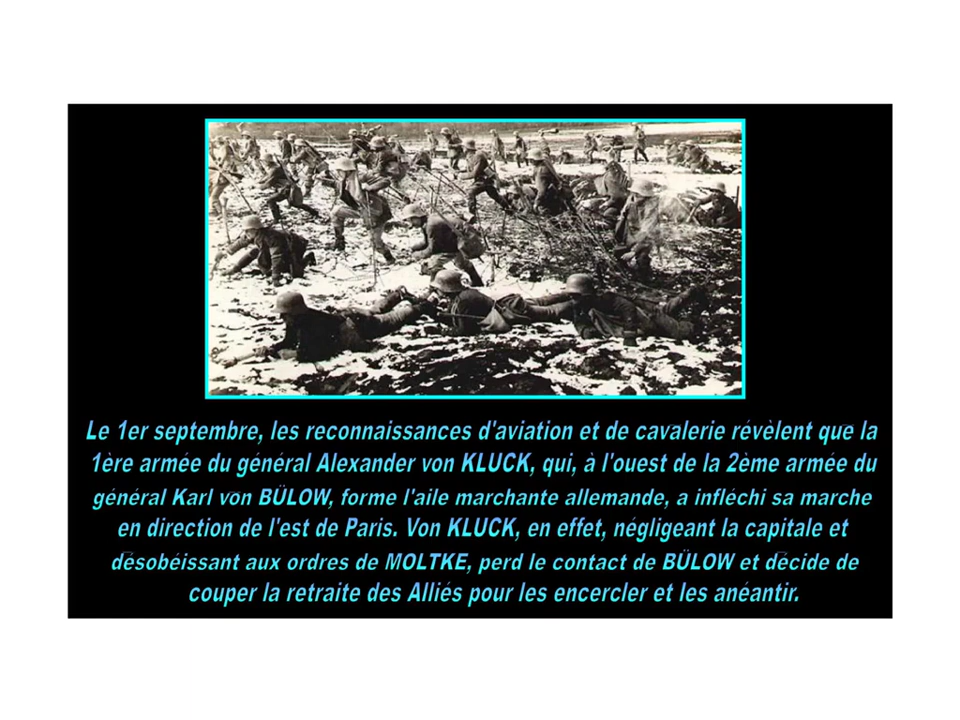 Le 1er septembre, les reconnaissances d'aviation et de cavalerie révèlent que la
1ère armée du général Alexander von KLUCK, qui, à l'ouest de la 2ème armée du
général Karl von BÜLOW, forme l'aile marchante allemande, a infléchi sa marche
en direction de l'est de Paris. Von KLUCK, en effet, négligeant la capitale et
désobéissant aux ordres de MOLTKE, perd le contact de BÜLOW et décide de
couper la retraite des Alliés pour les encercler et les anéantir.